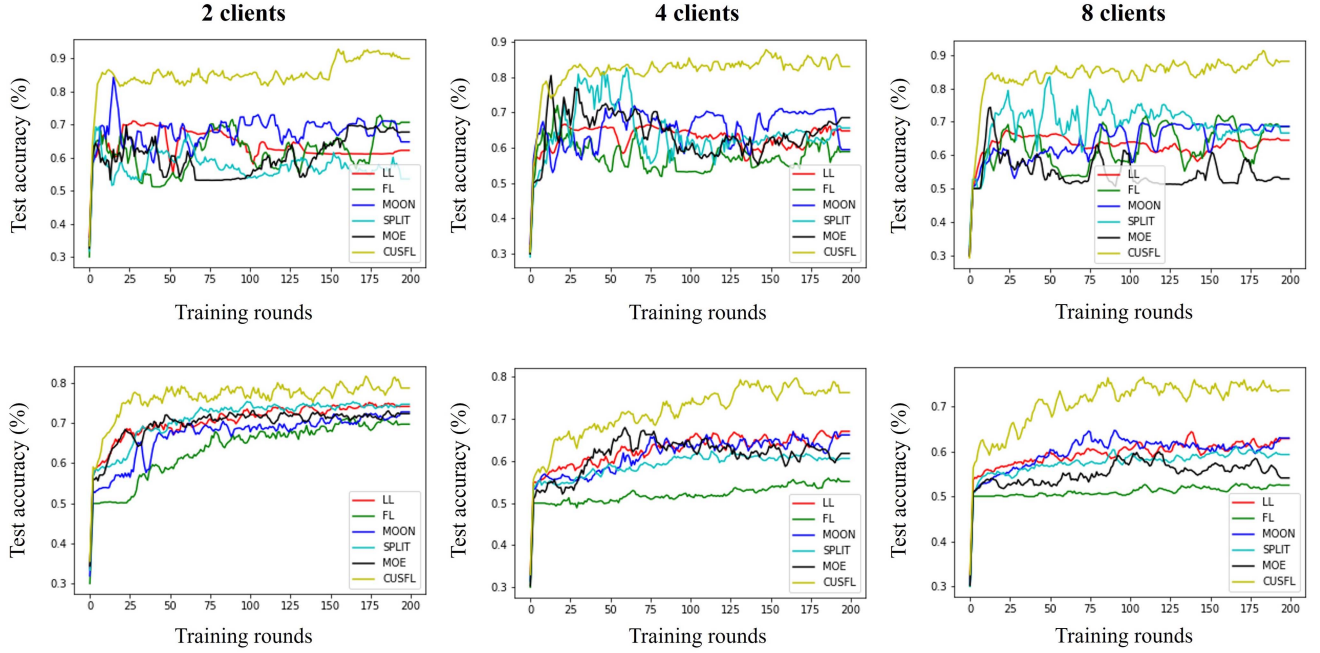 2 clients
4 clients
8 clients
Test accuracy (%)
0.9
0.8
0.7
0.6
0.5
0.4
0.3
0 25 50 75 100 125 150 175 200
LL
FL
MOON
SPLIT
MOE
CUSFL
Training rounds
Test accuracy (%)
0.9
0.8
0.7
0.6
0.5
0.4
0.3
0 25 50 75 100 125 150 175 200
LL
FL
MOON
SPLIT
MOE
CUSFL
Training rounds
Test accuracy (%)
0.9
0.8
0.7
0.6
0.5
0.4
0.3
0 25 50 75 100 125 150 175 200
LL
FL
MOON
SPLIT
MOE
CUSFL
Training rounds
Test accuracy (%)
0.8
0.7
0.6
0.5
0.4
0.3
0 25 50 75 100 125 150 175 200
LL
FL
MOON
SPLIT
MOE
CUSFL
Training rounds
Test accuracy (%)
0.8
0.7
0.6
0.5
0.4
0.3
0 25 50 75 100 125 150 175 200
LL
FL
MOON
SPLIT
MOE
CUSFL
Training rounds
Test accuracy (%)
0.7
0.6
0.5
0.4
0.3
0 25 50 75 100 125 150 175 200
LL
FL
MOON
SPLIT
MOE
CUSFL
Training rounds